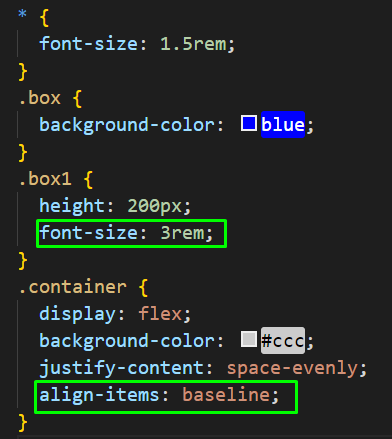 * {
font-size: 1.5rem;
}
.box {
background-color: blue;
}
.box1 {
height: 200px;
font-size: 3rem;
}
.container {
display: flex;
background-color: #ccc;
justify-content: space-evenly;
align-items: baseline;
}